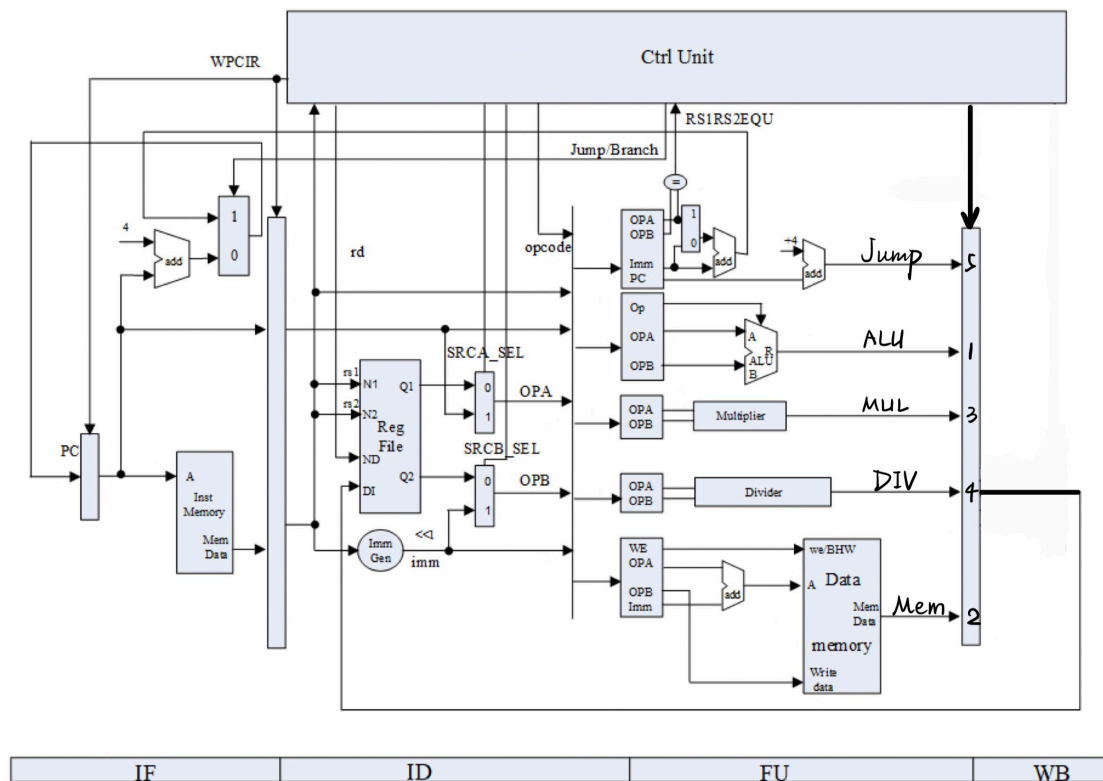 Ctrl Unit
WPCIR
RS1RS2EQU
Jump/Branch
=
1
0
4
add
rd
opcode
OPA
OPB
Imm
PC
1
0
add
+4
add
Jump
5
Op
OPA
OPB
A
B
ALU
R
ALU
1
SRCA_SEL
rs1
rs2
N1
N2
ND
DI
Q1
Q2
Reg
File
0
1
OPA
OPA
OPB
Multiplier
MUL
3
PC
A
Inst
Memory
Mem
Data
SRCB_SEL
0
1
OPB
OPA
OPB
Divider
DIV
4
Imm
Gen
<<1
imm
WE
OPA
OPB
Imm
add
we/BHW
A
Data
Mem
Data
memory
Write
data
Mem
2
IF
ID
FU
WB